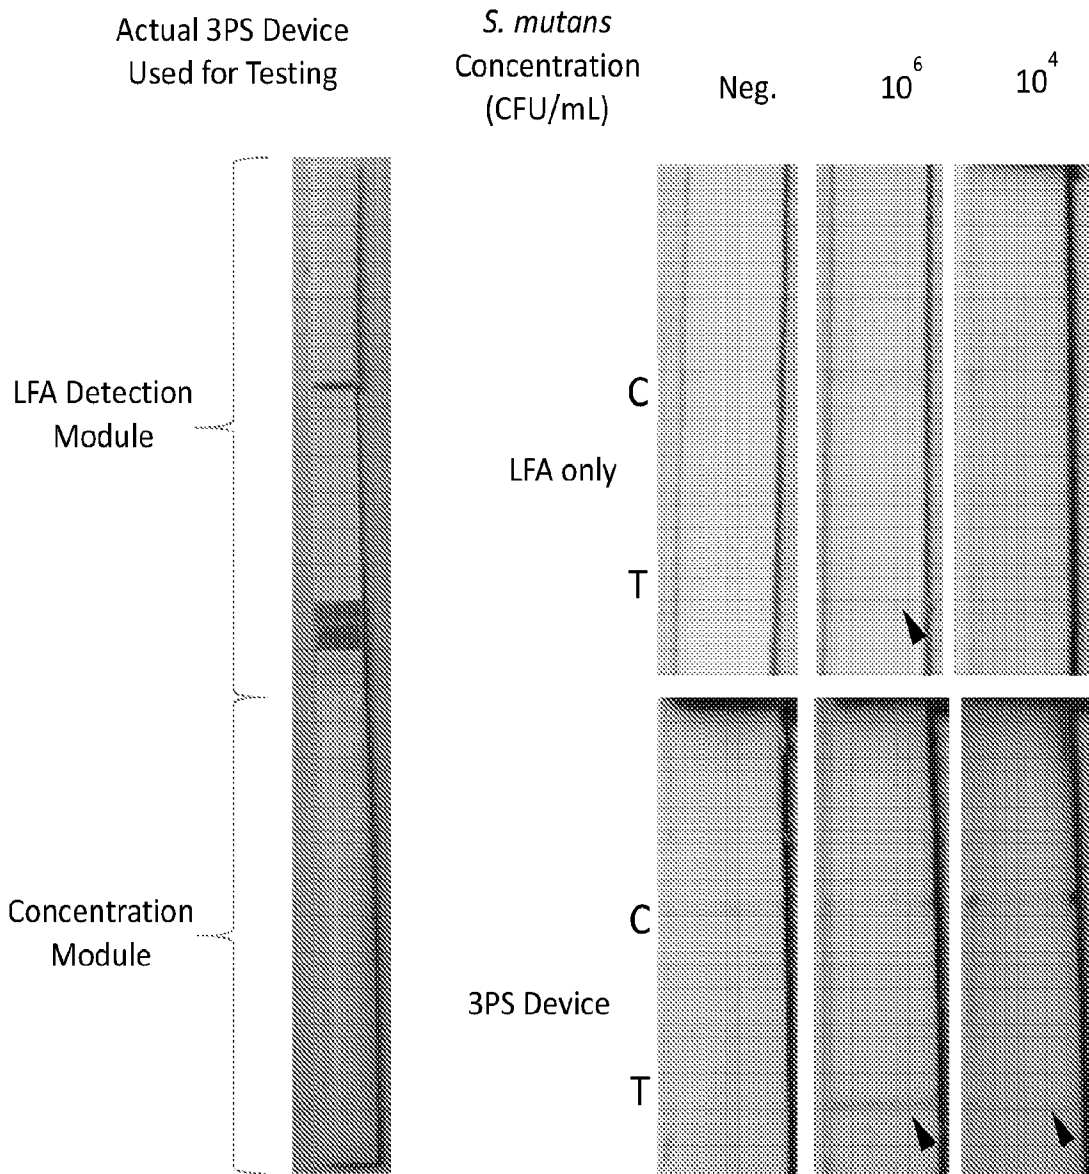 Actual 3PS Device
Used for Testing
S. mutans
Concentration
(CFU/mL)
Neg.
10^6
10^4
LFA Detection
Module
Concentration
Module
C
LFA only
T
C
3PS Device
T